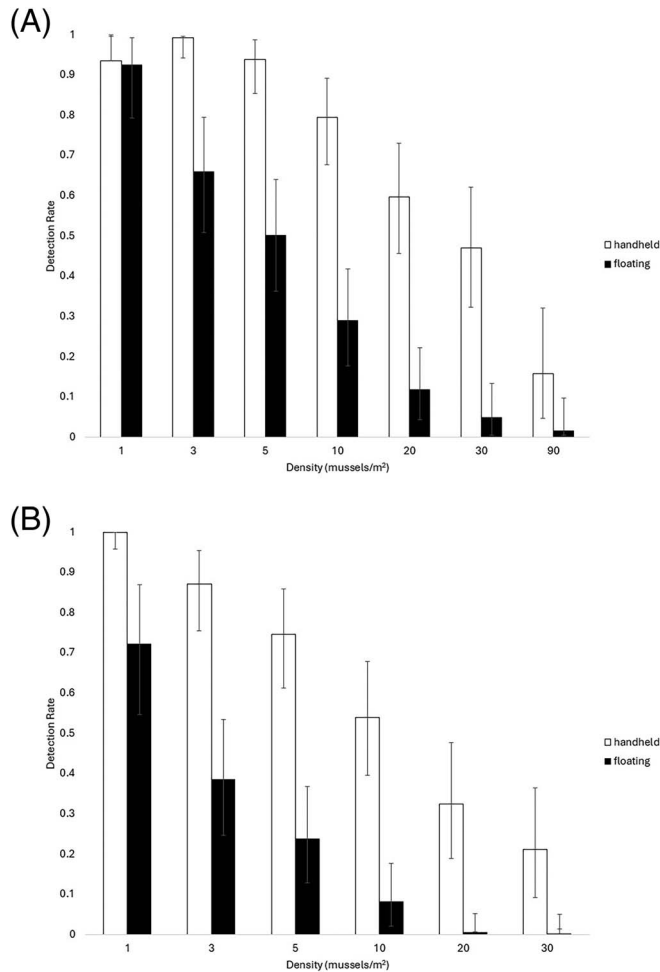 (A)
1
0.9
0.8
0.7
0.6
0.5
0.4
0.3
0.2
0.1
0
Detection Rate
1 3 5 10 20 30 90
Density (mussels/m²)
handheld
floating
(B)
1
0.9
0.8
0.7
0.6
0.5
0.4
0.3
0.2
0.1
0
Detection Rate
1 3 5 10 20 30
Density (mussels/m²)
handheld
floating